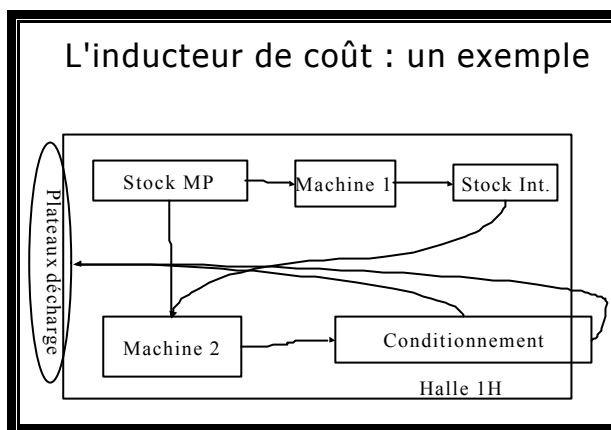 L'inducteur de coût : un exemple
Plateaux décharge
Stock MP
Machine 1
Stock Int.
Machine 2
Conditionnement
Halle 1H